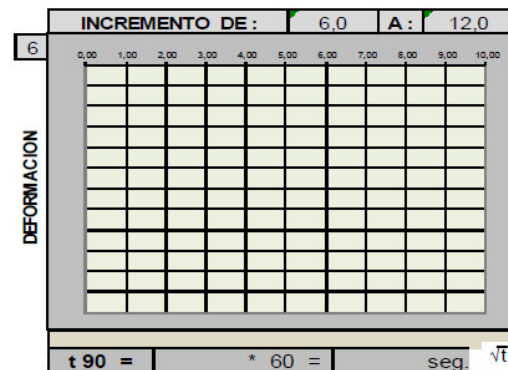 INCREMENTO DE: 6,0 A: 12,0
6
0,00 1,00 2,00 3,00 4,00 5,00 6,00 7,00 8,00 9,00 10,00
DEFORMACION
t 90 = * 60 = seg. √t